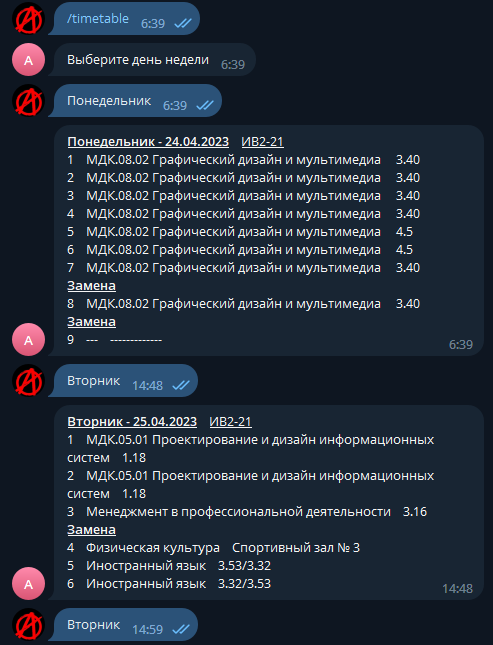 /timetable 6:39
A Выберите день недели 6:39
Понедельник 6:39
Понедельник - 24.04.2023 ИВ2-21
1 МДК.08.02 Графический дизайн и мультимедиа 3.40
2 МДК.08.02 Графический дизайн и мультимедиа 3.40
3 МДК.08.02 Графический дизайн и мультимедиа 3.40
4 МДК.08.02 Графический дизайн и мультимедиа 3.40
5 МДК.08.02 Графический дизайн и мультимедиа 4.5
6 МДК.08.02 Графический дизайн и мультимедиа 4.5
7 МДК.08.02 Графический дизайн и мультимедиа 3.40
Замена
8 МДК.08.02 Графический дизайн и мультимедиа 3.40
Замена
9 --- -------------
A 6:39
Вторник 14:48
Вторник - 25.04.2023 ИВ2-21
1 МДК.05.01 Проектирование и дизайн информационных
систем 1.18
2 МДК.05.01 Проектирование и дизайн информационных
систем 1.18
3 Менеджмент в профессиональной деятельности 3.16
Замена
4 Физическая культура Спортивный зал № 3
5 Иностранный язык 3.53/3.32
6 Иностранный язык 3.32/3.53
A 14:48
Вторник 14:59